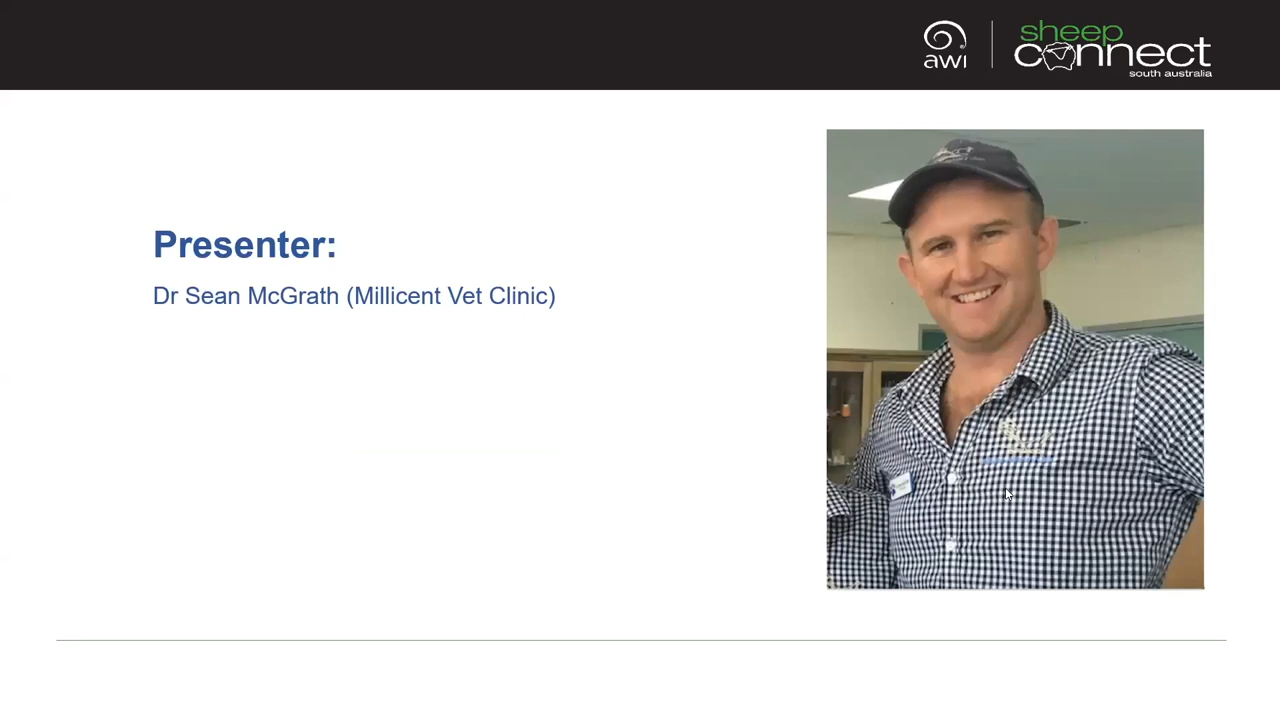 awi
sheep
connect
south australia
Presenter:
Dr Sean McGrath (Millicent Vet Clinic)